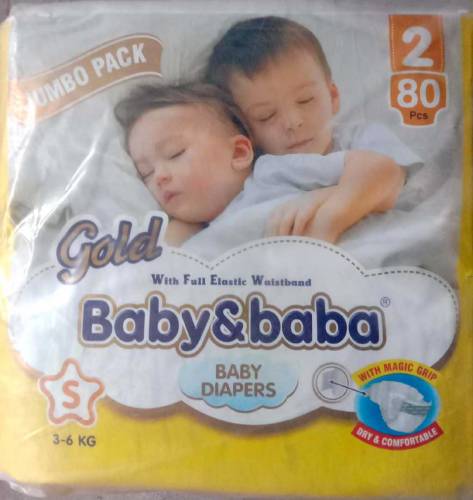 JUMBO PACK
2
80
Pcs
Gold
With Full Elastic Waistband
Baby&baba®
BABY
DIAPERS
S
3-6 KG
WITH MAGIC GRIP
DRY & COMFORTABLE